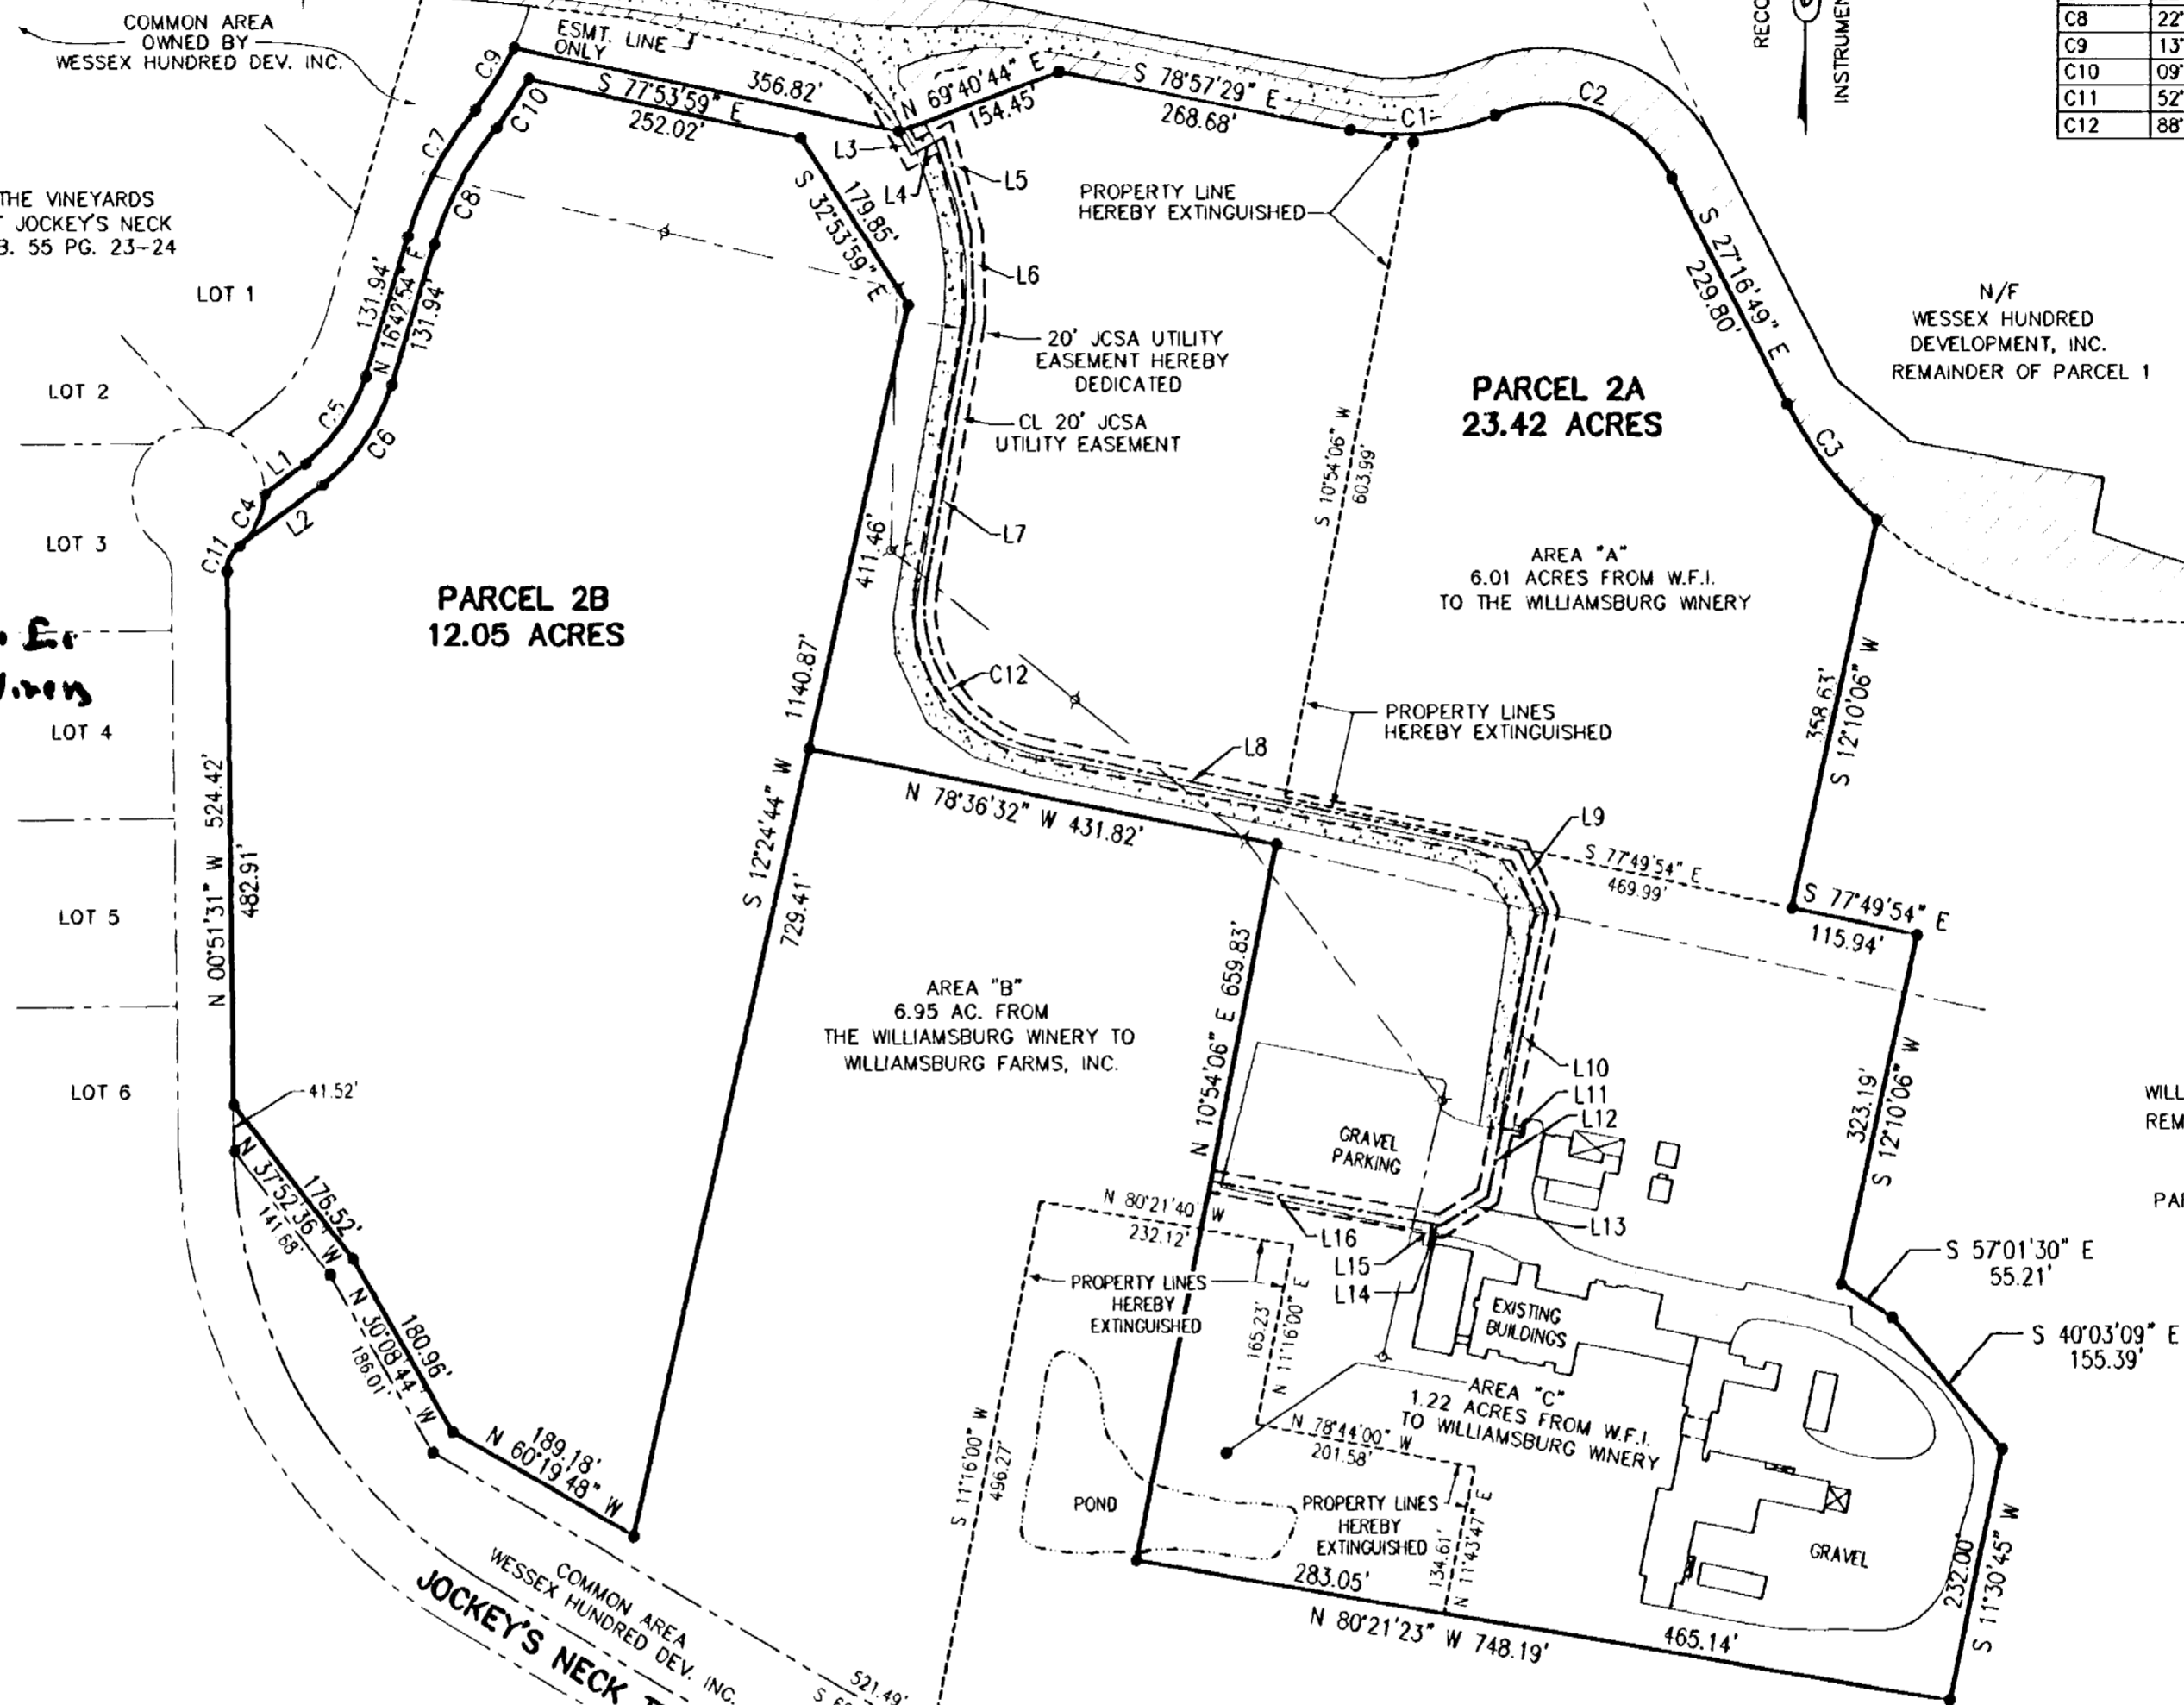 COMMON AREA
OWNED BY
WESSEX HUNDRED DEV. INC.
ESMT. LINE
ONLY
C9
356.82'
S 77°53'59" E
252.02'
C10
C7
C8
N 69°40'44" E
154.45'
S 78°57'29" E
268.68'
C1
C2
L3
L4
L5
L6
S 32°53'59" E
179.85'
PROPERTY LINE
HEREBY EXTINGUISHED
INSTRUMEN
C8 22°
C9 13°
C10 09°
C11 52°
C12 88°
THE VINEYARDS
JOCKEY'S NECK
B. 55 PG. 23-24
LOT 1
131.94'
N 16°42'54" E
131.94'
S 27°16'49" E
229.80'
N/F
WESSEX HUNDRED
DEVELOPMENT, INC.
REMAINDER OF PARCEL 1
20' JCSA UTILITY
EASEMENT HEREBY
DEDICATED
CL 20' JCSA
UTILITY EASEMENT
S 10°54'06" W
603.99'
PARCEL 2A
23.42 ACRES
C3
LOT 2
C5
C6
L1
C4
L2
C11
LOT 3
L7
411.46'
AREA "A"
6.01 ACRES FROM W.F.I.
TO THE WILLIAMSBURG WINERY
PARCEL 2B
12.05 ACRES
LOT 4
C12
1140.87'
PROPERTY LINES
HEREBY EXTINGUISHED
358.63'
S 12°10'06" W
L8
N 78°36'32" W 431.82'
L9
S 77°49'54" E
469.99'
S 77°49'54" E
115.94'
N 00°51'31" W 524.42'
482.91'
S 12°24'44" W
729.41'
LOT 5
AREA "B"
6.95 AC. FROM
THE WILLIAMSBURG WINERY TO
WILLIAMSBURG FARMS, INC.
N 10°54'06" E 659.83'
L10
L11
L12
LOT 6
41.52'
GRAVEL
PARKING
323.19'
S 12°10'06" W
WILL
REM
N 37°52'36" W
176.52'
141.68'
N 80°21'40" W
232.12'
L13
L16
L15
L14
S 57°01'30" E
55.21'
PROPERTY LINES
HEREBY
EXTINGUISHED
165.23'
N 11°16'00" E
EXISTING
BUILDINGS
S 40°03'09" E
155.39'
N 30°08'44" W
180.96'
186.01'
AREA "C"
1.22 ACRES FROM W.F.I.
TO WILLIAMSBURG WINERY
N 78°44'00" W
201.58'
189.18'
N 60°19'48" W
S 11°16'00" W
496.27'
POND
PROPERTY LINES
HEREBY
EXTINGUISHED
134.61'
N 11°43'47" E
GRAVEL
232.00'
S 11°30'45" W
283.05'
N 80°21'23" W 748.19'
465.14'
COMMON AREA
WESSEX HUNDRED DEV. INC.
JOCKEY'S NECK
521.49'